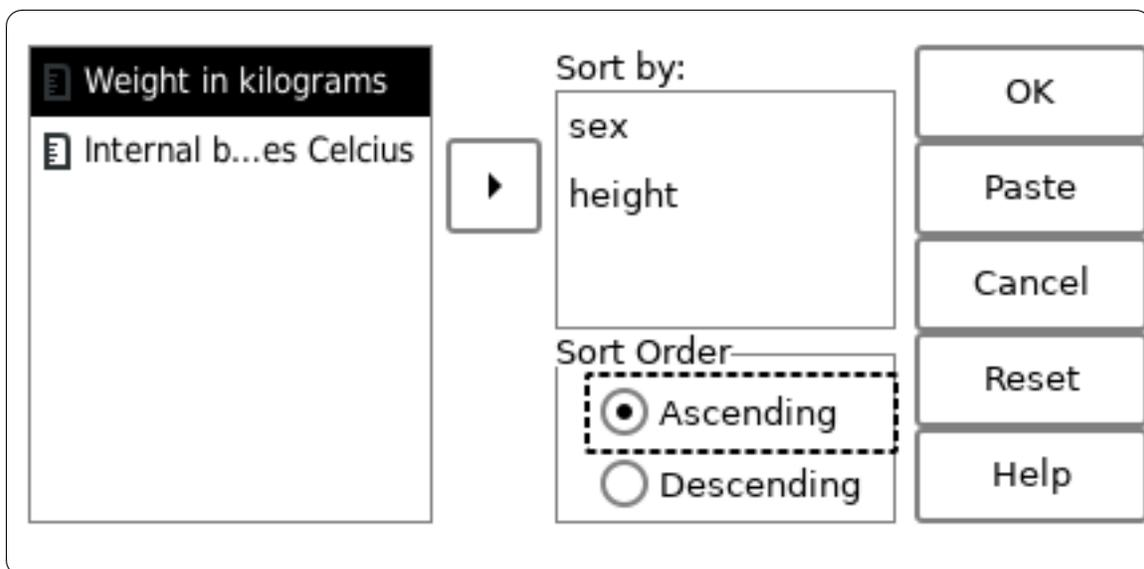 Weight in kilograms
Internal b...es Celcius
Sort by:
sex
height
Sort Order
Ascending
Descending
OK
Paste
Cancel
Reset
Help